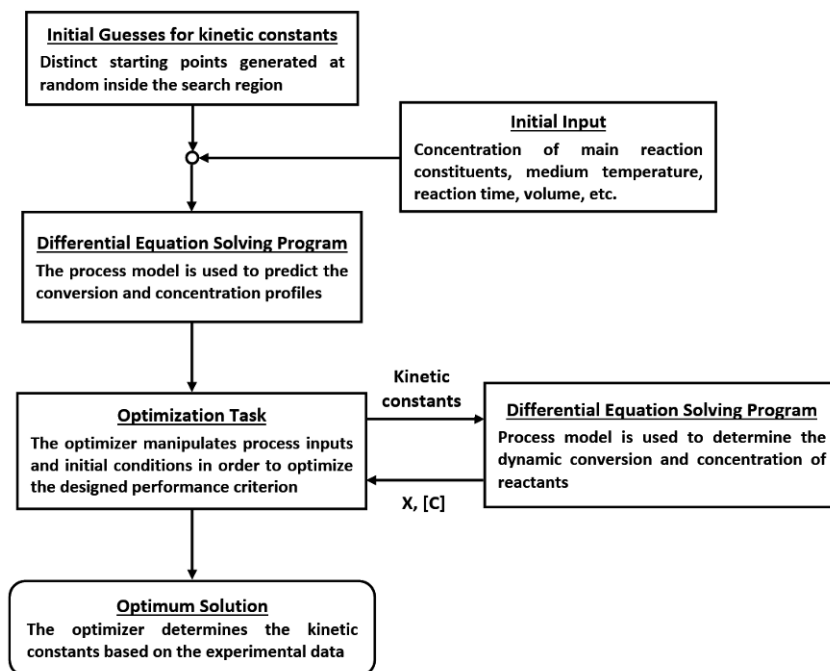 Initial Guesses for kinetic constants
Distinct starting points generated at
random inside the search region
Initial Input
Concentration of main reaction
constituents, medium temperature,
reaction time, volume, etc.
Differential Equation Solving Program
The process model is used to predict the
conversion and concentration profiles
Kinetic
constants
Optimization Task
The optimizer manipulates process inputs
and initial conditions in order to optimize
the designed performance criterion
Differential Equation Solving Program
Process model is used to determine the
dynamic conversion and concentration of
reactants
X, [C]
Optimum Solution
The optimizer determines the kinetic
constants based on the experimental data